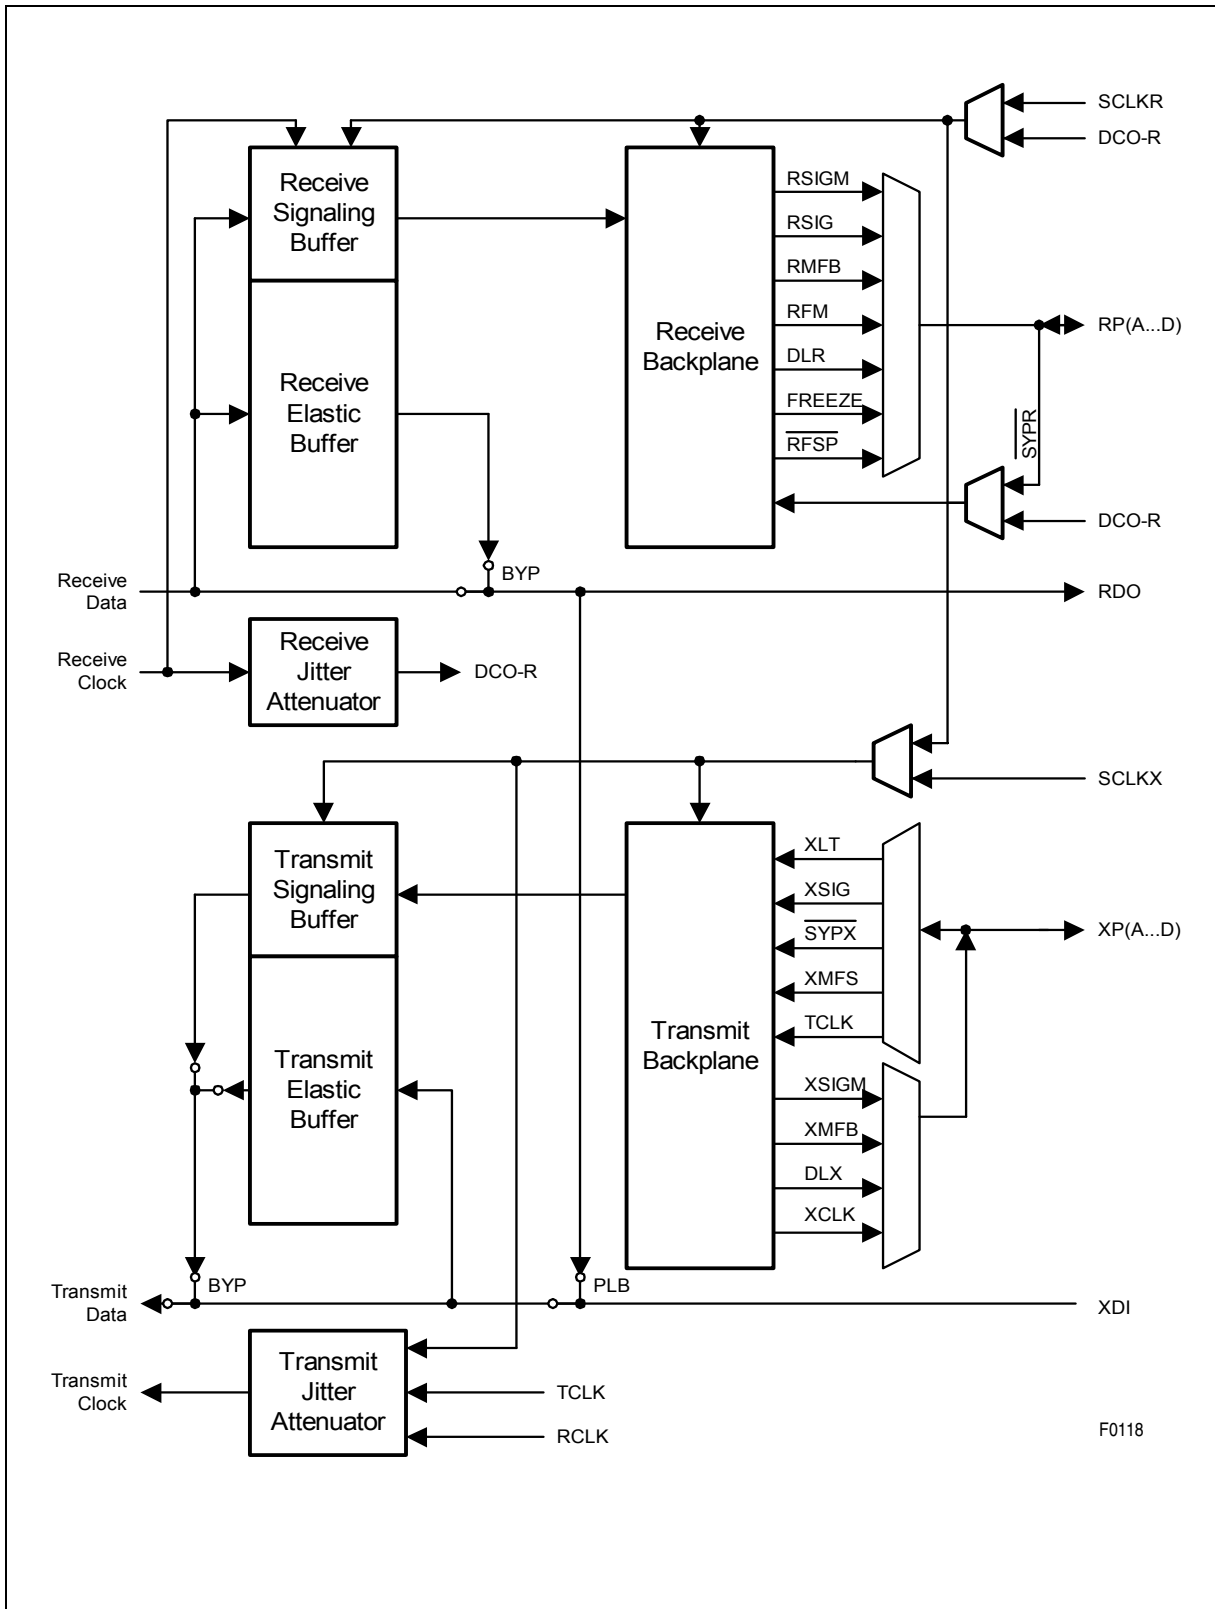 SCLKR
DCO-R
Receive
Signaling
Buffer
RSIGM
RSIG
RMFB
RFM
DLR
FREEZE
RFSP
Receive
Backplane
RP(A...D)
Receive
Elastic
Buffer
SYPR
DCO-R
BYP
Receive
Data
RDO
Receive
Jitter
Attenuator
Receive
Clock
DCO-R
SCLKX
Transmit
Signaling
Buffer
XLT
XSIG
SYPX
XMFS
TCLK
XP(A...D)
Transmit
Backplane
Transmit
Elastic
Buffer
XSIGM
XMFB
DLX
XCLK
BYP
PLB
Transmit
Data
XDI
Transmit
Jitter
Attenuator
Transmit
Clock
TCLK
RCLK
F0118